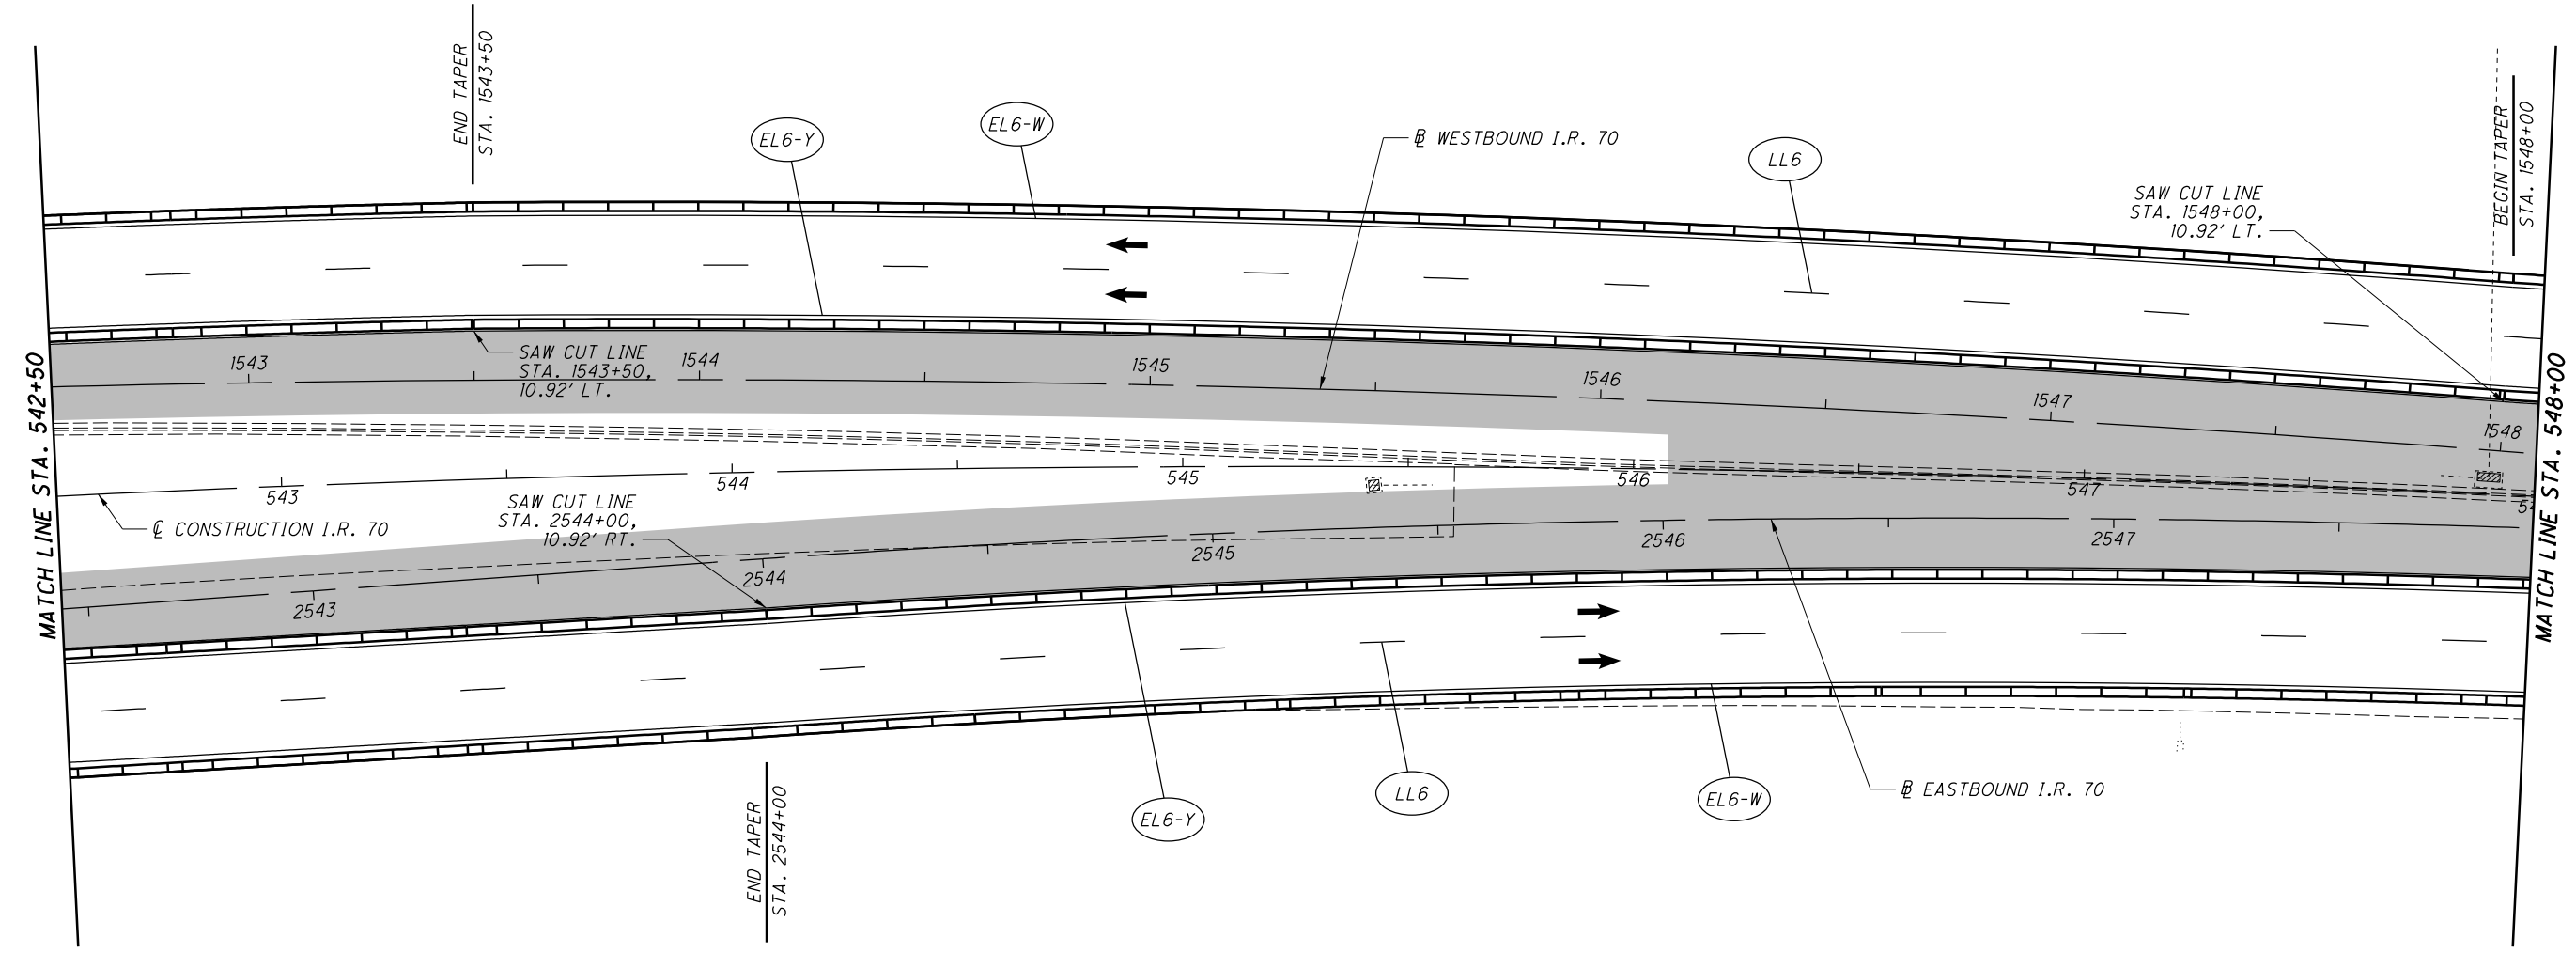 END TAPER
STA. 1543+50
EL6-Y
EL6-W
℄ WESTBOUND I.R. 70
LL6
BEGIN TAPER
STA. 1548+00
SAW CUT LINE
STA. 1548+00,
10.92' LT.
MATCH LINE STA. 542+50
1543
SAW CUT LINE
STA. 1543+50,
10.92' LT.
1544
1545
1546
1547
1548
MATCH LINE STA. 548+00
543
544
545
546
547
℄ CONSTRUCTION I.R. 70
SAW CUT LINE
STA. 2544+00,
10.92' RT.
2543
2544
2545
2546
2547
END TAPER
STA. 2544+00
EL6-Y
LL6
EL6-W
℄ EASTBOUND I.R. 70